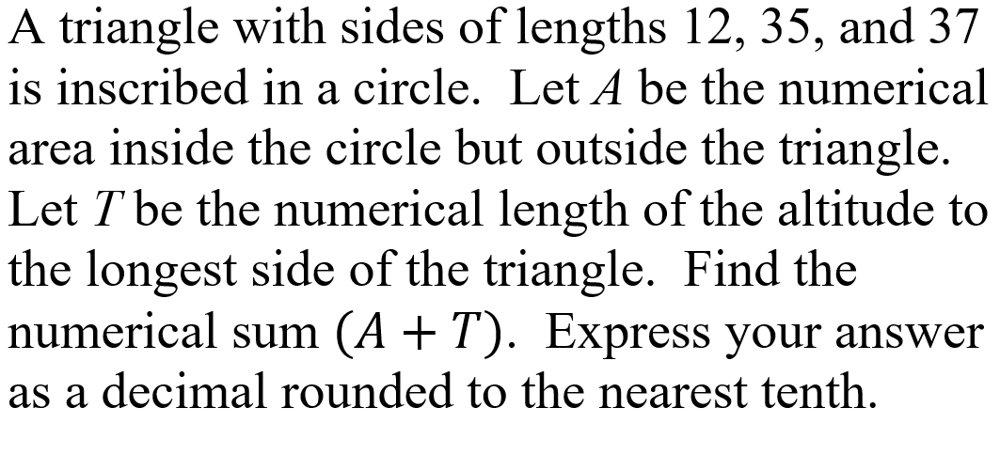 A triangle with sides of lengths 12, 35, and 37
is inscribed in a circle.  Let A be the numerical
area inside the circle but outside the triangle.
Let T be the numerical length of the altitude to
the longest side of the triangle.  Find the
numerical sum (A + T).  Express your answer
as a decimal rounded to the nearest tenth.